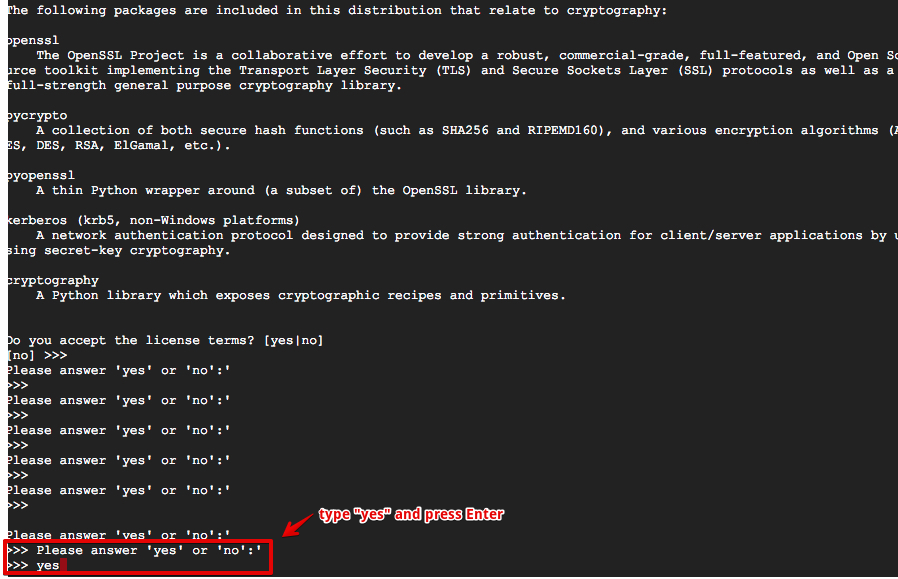 The following packages are included in this distribution that relate to cryptography:
openssl
The OpenSSL Project is a collaborative effort to develop a robust, commercial-grade, full-featured, and Open So
urce toolkit implementing the Transport Layer Security (TLS) and Secure Sockets Layer (SSL) protocols as well as a
full-strength general purpose cryptography library.
pycrypto
A collection of both secure hash functions (such as SHA256 and RIPEMD160), and various encryption algorithms (A
ES, DES, RSA, ElGamal, etc.).
pyopenssl
A thin Python wrapper around (a subset of) the OpenSSL library.
kerberos (krb5, non-Windows platforms)
A network authentication protocol designed to provide strong authentication for client/server applications by u
sing secret-key cryptography.
cryptography
A Python library which exposes cryptographic recipes and primitives.
Do you accept the license terms? [yes|no]
[no] >>>
Please answer 'yes' or 'no':'
>>>
Please answer 'yes' or 'no':'
>>>
Please answer 'yes' or 'no':'
>>>
Please answer 'yes' or 'no':'
>>>
Please answer 'yes' or 'no':'
>>>
type "yes" and press Enter
Please answer 'yes' or 'no':'
>>> Please answer 'yes' or 'no':'
>>> yes